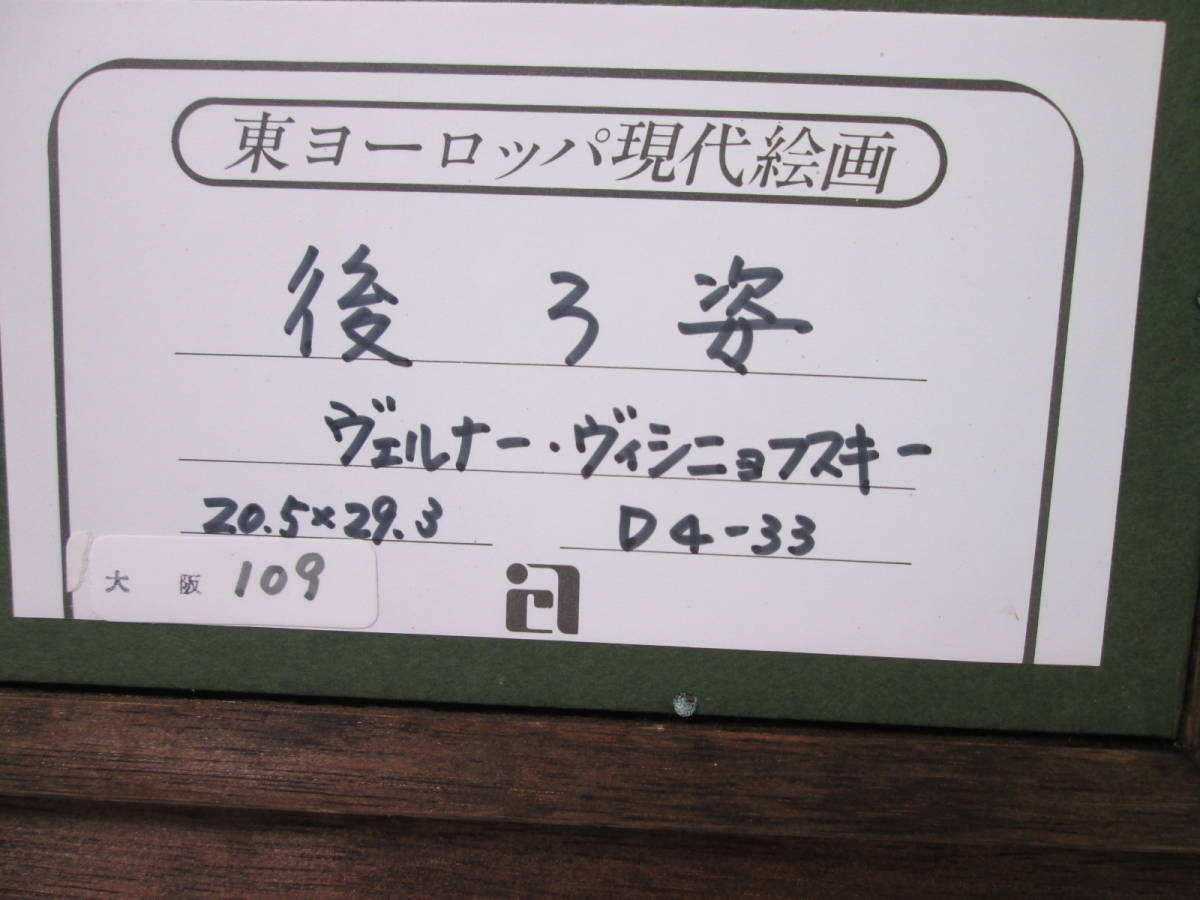 東ヨーロッパ現代絵画
後ろ姿
ヴェルナー・ヴィシニョフスキー
20.5×29.3 D4-33
大阪 109